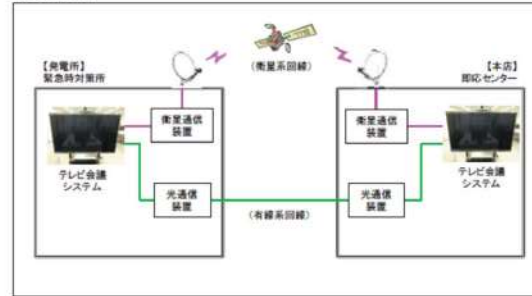 【発電所】
緊急時対策所
(衛星系回線)
【本店】
即応センター
衛星通信
装置
衛星通信
装置
テレビ会議
システム
テレビ会議
システム
光通信
装置
光通信
装置
(有線系回線)